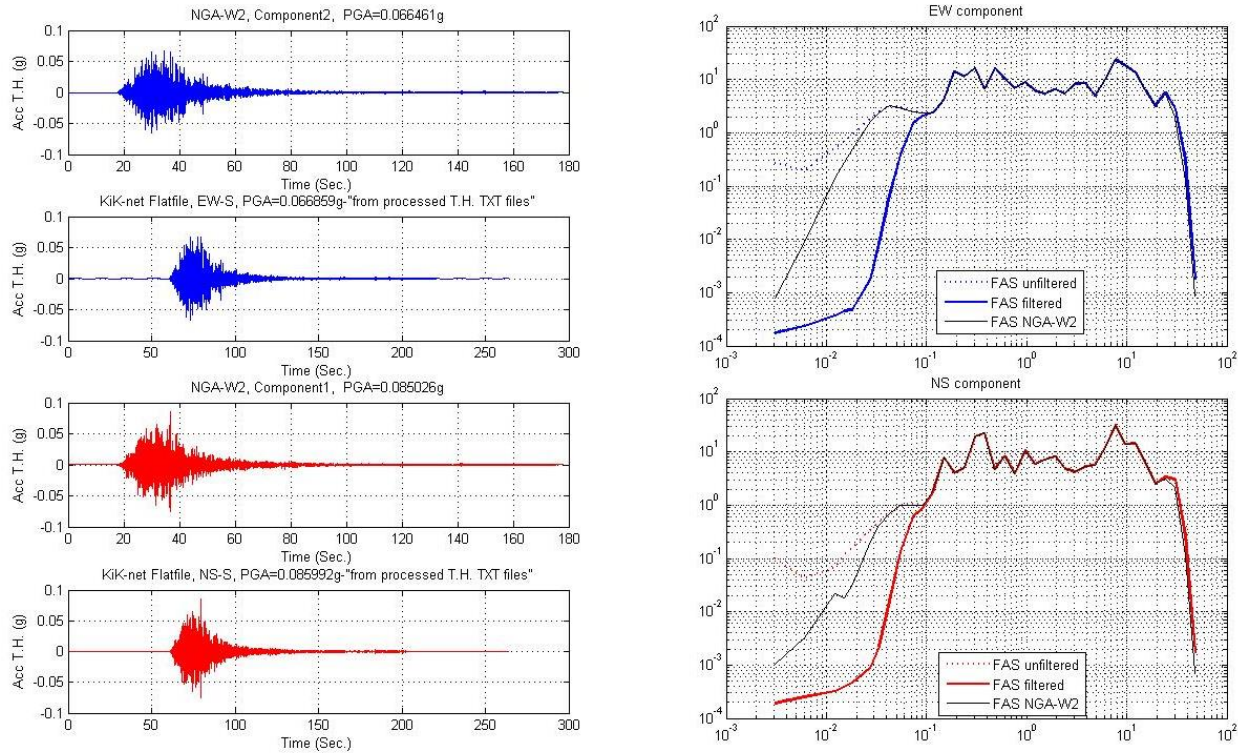 NGA-W2, Component2,  PGA=0.066461g
Acc T.H. (g)
0.1
0.05
0
-0.05
-0.1
0 20 40 60 80 100 120 140 160 180
Time (Sec.)
KiK-net Flatfile, EW-S, PGA=0.066859g-"from processed T.H. TXT files"
Acc T.H. (g)
0.1
0.05
0
-0.05
-0.1
0 50 100 150 200 250 300
Time (Sec.)
NGA-W2, Component1,  PGA=0.085026g
Acc T.H. (g)
0.1
0.05
0
-0.05
-0.1
0 20 40 60 80 100 120 140 160 180
Time (Sec.)
KiK-net Flatfile, NS-S, PGA=0.085992g-"from processed T.H. TXT files"
Acc T.H. (g)
0.1
0.05
0
-0.05
-0.1
0 50 100 150 200 250 300
Time (Sec.)
EW component
10^2
10^1
10^0
10^-1
10^-2
10^-3
10^-4
10^-3 10^-2 10^-1 10^0 10^1 10^2
FAS unfiltered
FAS filtered
FAS NGA-W2
NS component
10^2
10^1
10^0
10^-1
10^-2
10^-3
10^-4
10^-3 10^-2 10^-1 10^0 10^1 10^2
FAS unfiltered
FAS filtered
FAS NGA-W2